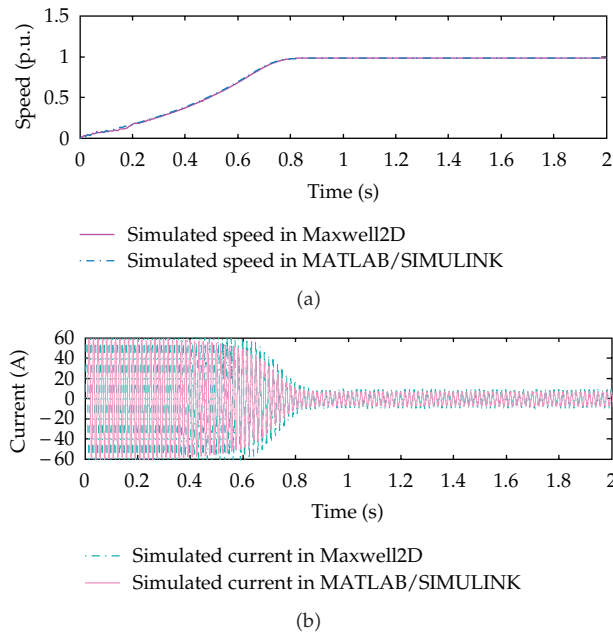 1.5
1
0.5
0
Speed (p.u.)
0 0.2 0.4 0.6 0.8 1 1.2 1.4 1.6 1.8 2
Time (s)
Simulated speed in Maxwell2D
Simulated speed in MATLAB/SIMULINK
(a)
60
40
20
0
−20
−40
−60
Current (A)
0 0.2 0.4 0.6 0.8 1 1.2 1.4 1.6 1.8 2
Time (s)
Simulated current in Maxwell2D
Simulated current in MATLAB/SIMULINK
(b)